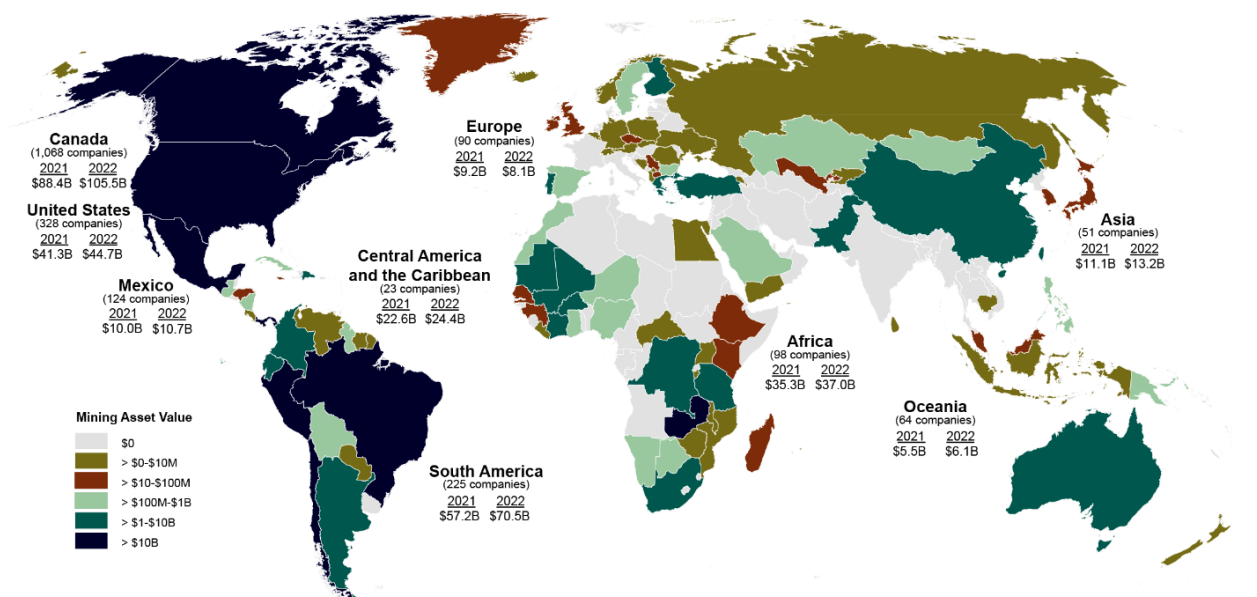 Canada
(1,068 companies)
2021 2022
$88.4B $105.5B
United States
(328 companies)
2021 2022
$41.3B $44.7B
Mexico
(124 companies)
2021 2022
$10.0B $10.7B
Central America
and the Caribbean
(23 companies)
2021 2022
$22.6B $24.4B
South America
(225 companies)
2021 2022
$57.2B $70.5B
Europe
(90 companies)
2021 2022
$9.2B $8.1B
Africa
(98 companies)
2021 2022
$35.3B $37.0B
Asia
(51 companies)
2021 2022
$11.1B $13.2B
Oceania
(64 companies)
2021 2022
$5.5B $6.1B
Mining Asset Value
$0
> $0-$10M
> $10-$100M
> $100M-$1B
> $1-$10B
> $10B